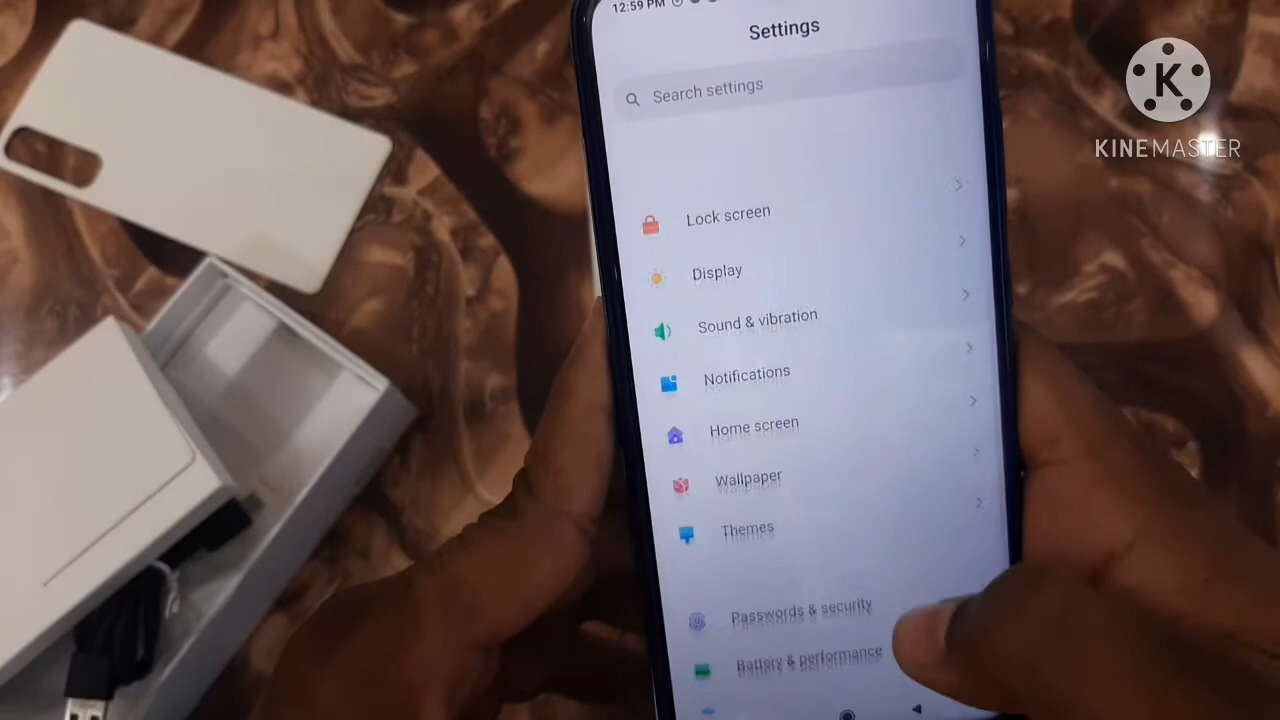 12:59 PM
Settings
Search settings
Lock screen
Display
Sound & vibration
Notifications
Home screen
Wallpaper
Themes
Passwords & security
Battery & performance
K
KINEMASTER